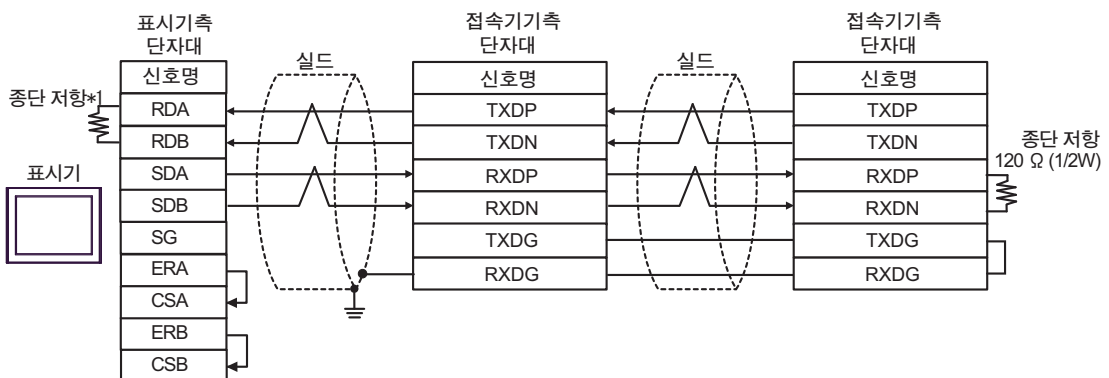 표시기측
단자대
신호명
RDA
RDB
SDA
SDB
SG
ERA
CSA
ERB
CSB
종단 저항*1
표시기
실드
접속기기측
단자대
신호명
TXDP
TXDN
RXDP
RXDN
TXDG
RXDG
실드
접속기기측
단자대
신호명
TXDP
TXDN
RXDP
RXDN
TXDG
RXDG
종단 저항
120 Ω (1/2W)